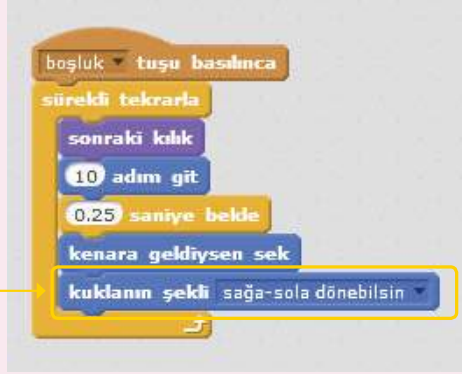 boşluk tuşu basılınca
sürekli tekrarla
sonraki kılık
10 adım git
0.25 saniye bekle
kenara geldiysen sek
kuklanın şekli sağa-sola dönebilsin